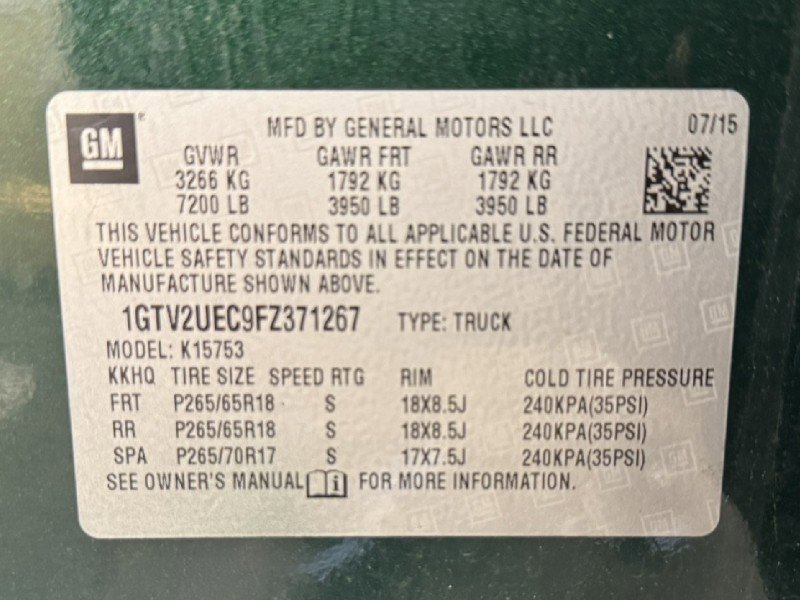 GM ® MFD BY GENERAL MOTORS LLC 07/15
GVWR GAWR FRT GAWR RR
3266 KG 1792 KG 1792 KG
7200 LB 3950 LB 3950 LB
THIS VEHICLE CONFORMS TO ALL APPLICABLE U.S. FEDERAL MOTOR
VEHICLE SAFETY STANDARDS IN EFFECT ON THE DATE OF
MANUFACTURE SHOWN ABOVE.
1GTV2UEC9FZ371267 TYPE: TRUCK
MODEL: K15753
KKHQ TIRE SIZE SPEED RTG RIM COLD TIRE PRESSURE
FRT P265/65R18 S 18X8.5J 240KPA(35PSI)
RR P265/65R18 S 18X8.5J 240KPA(35PSI)
SPA P265/70R17 S 17X7.5J 240KPA(35PSI)
SEE OWNER'S MANUAL i FOR MORE INFORMATION.